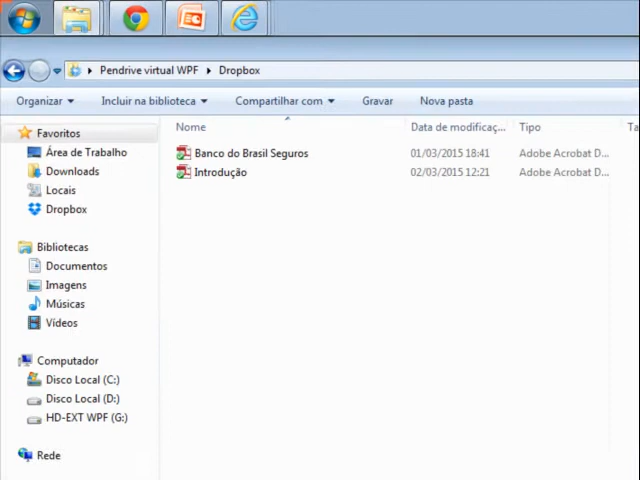 Pendrive virtual WPF Dropbox
Organizar Incluir na biblioteca Compartilhar com Gravar Nova pasta
Favoritos
Área de Trabalho
Downloads
Locais
Dropbox
Bibliotecas
Documentos
Imagens
Músicas
Vídeos
Computador
Disco Local (C:)
Disco Local (D:)
HD-EXT WPF (G:)
Rede
Nome Data de modificaç... Tipo Ta
Banco do Brasil Seguros 01/03/2015 18:41 Adobe Acrobat D...
Introdução 02/03/2015 12:21 Adobe Acrobat D...